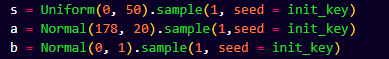 s = Uniform(0, 50).sample(1, seed = init_key)
a = Normal(178, 20).sample(1,seed = init_key)
b = Normal(0, 1).sample(1, seed = init_key)